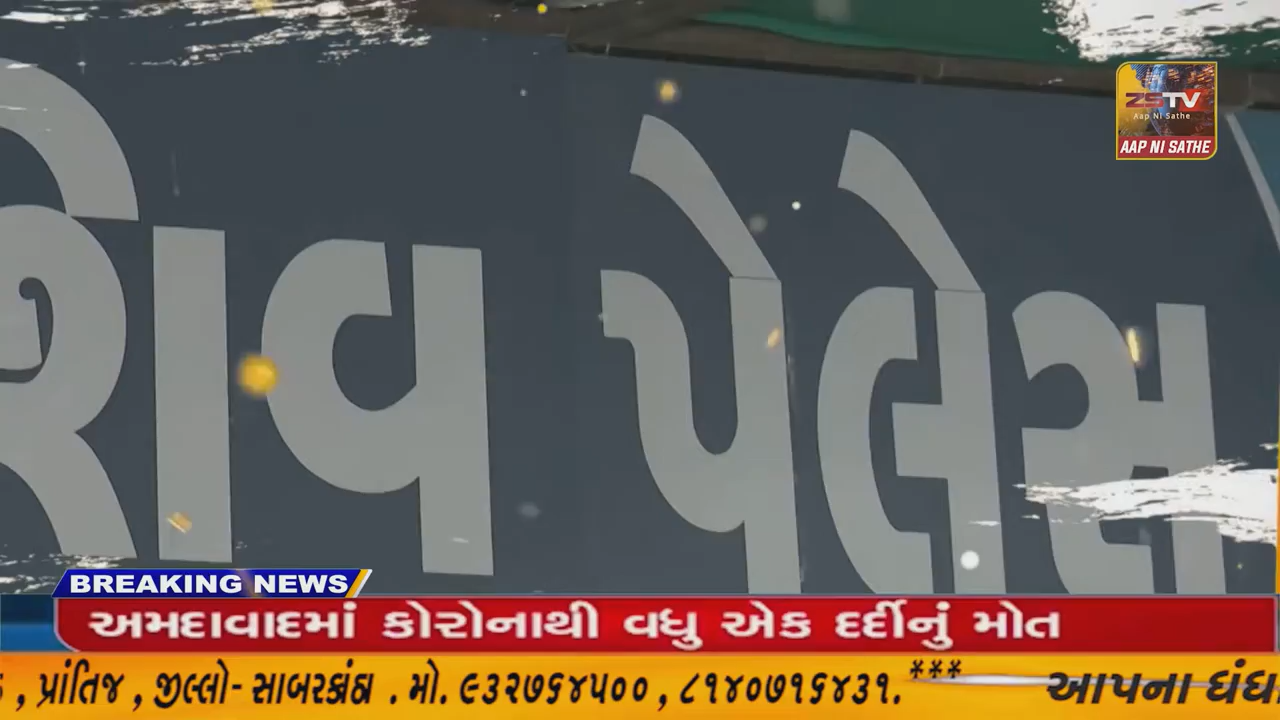 શિવ પેલેસ
ZSTV
Aap Ni Sathe
AAP NI SATHE
BREAKING NEWS
અમદાવાદમાં કોરોનાથી વધુ એક દર્દીનું મોત
, પ્રાંતિજ , જીલ્લો- સાબરકાંઠા . મો. ૯૩૨૭૬૪૫૦૦ , ૮૧૪૦૭૧૬૪૩૧. *** આપના ધંધા